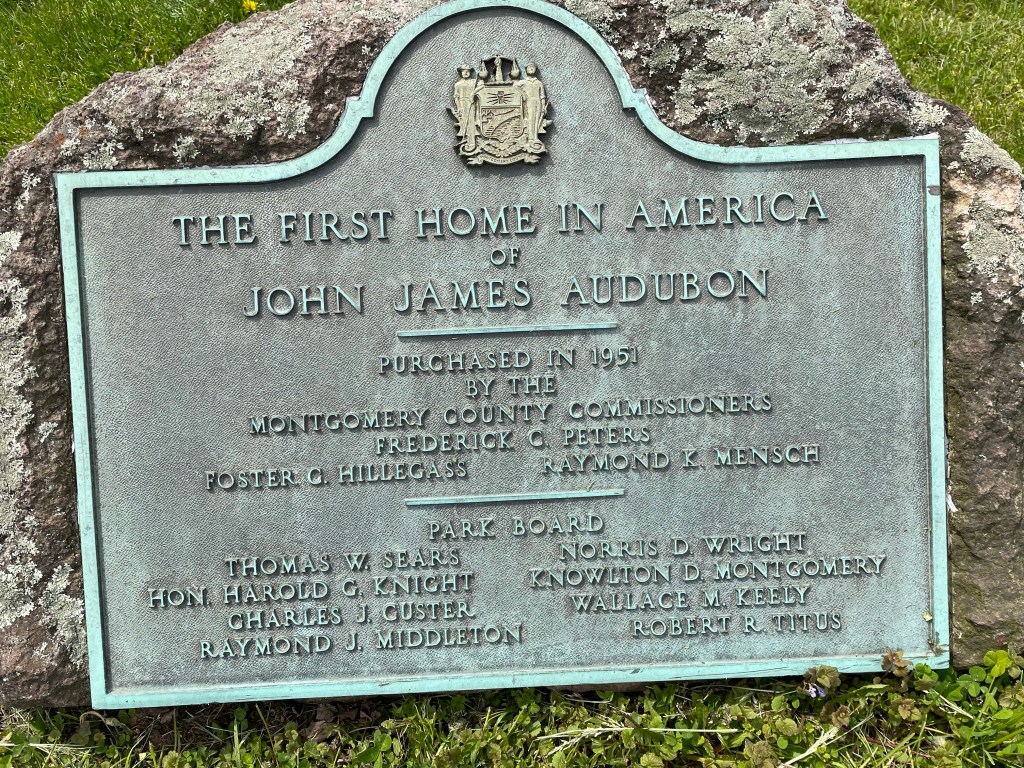 THE FIRST HOME IN AMERICA
OF
JOHN JAMES AUDUBON
PURCHASED IN 1951
BY THE
MONTGOMERY COUNTY COMMISSIONERS
FREDERICK C. PETERS
FOSTER G. HILLEGASS RAYMOND K. MENSCH
PARK BOARD
THOMAS W. SEARS NORRIS D. WRIGHT
HON. HAROLD G. KNIGHT KNOWLTON D. MONTGOMERY
CHARLES J. CUSTER WALLACE M. KEELY
RAYMOND J. MIDDLETON ROBERT R. TITUS